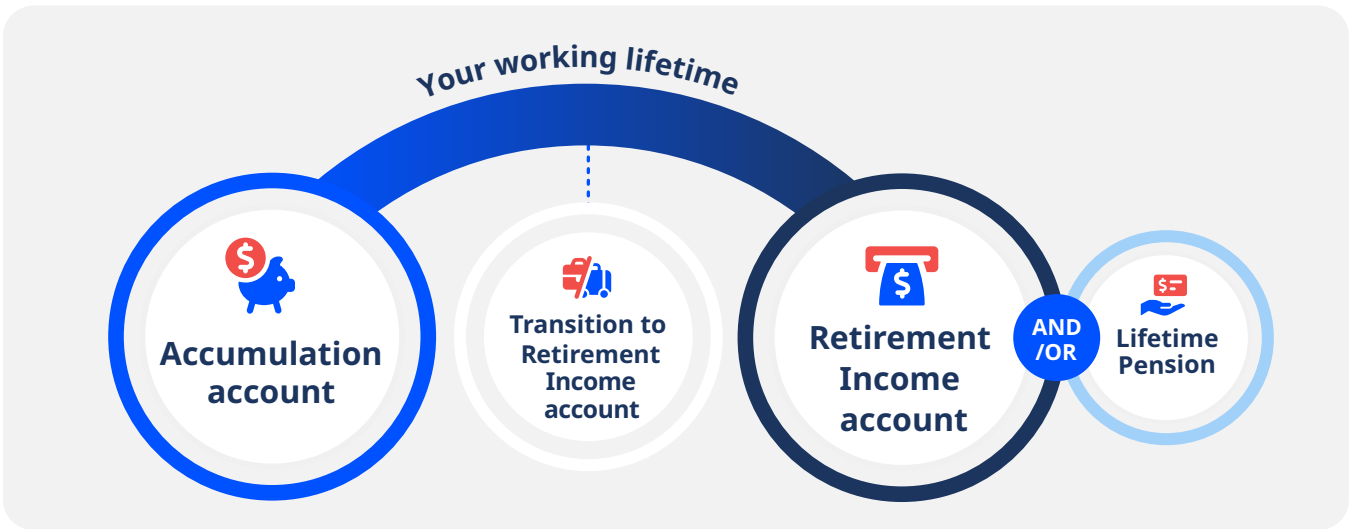 Your working lifetime
$
Accumulation
account
Transition to
Retirement
Income
account
$
Retirement
Income
account
AND
/OR
$
Lifetime
Pension